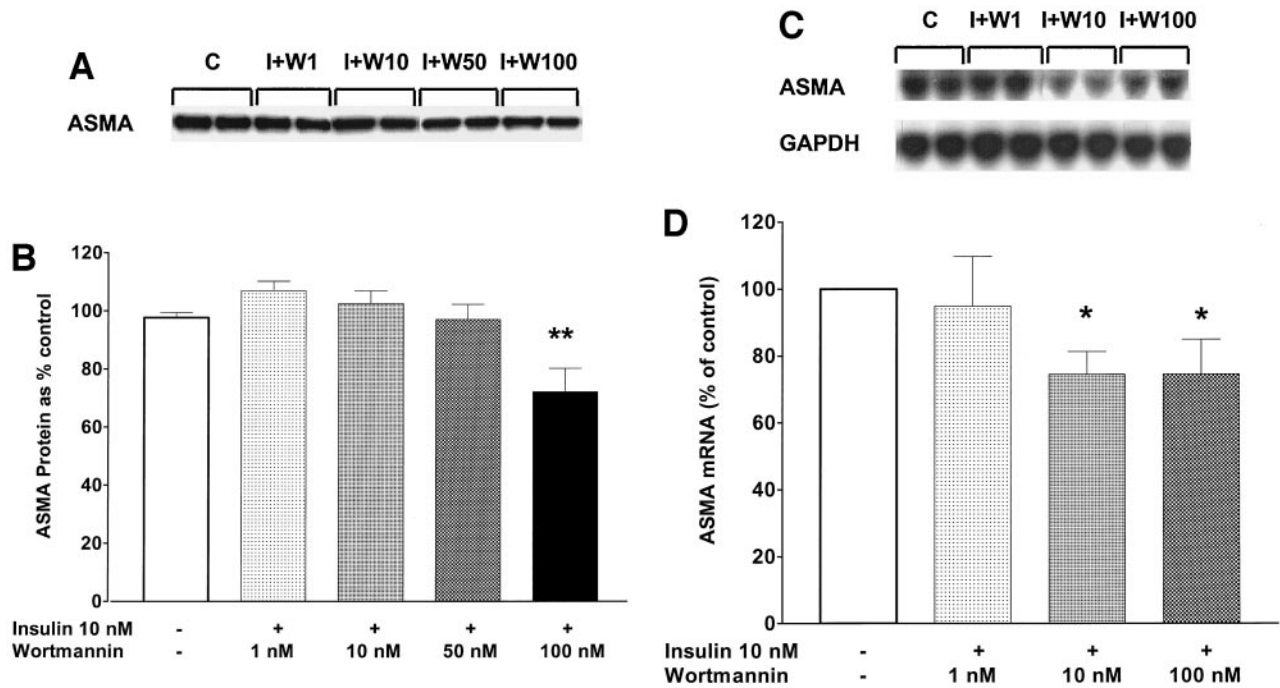 A
C I+W1 I+W10 I+W50 I+W100
ASMA
B
ASMA Protein as % control
120
100
80
60
40
20
0
**
Insulin 10 nM - + + + +
Wortmannin - 1 nM 10 nM 50 nM 100 nM
C
C I+W1 I+W10 I+W100
ASMA
GAPDH
D
ASMA mRNA (% of control)
120
100
80
60
40
20
0
* *
Insulin 10 nM - + + +
Wortmannin - 1 nM 10 nM 100 nM